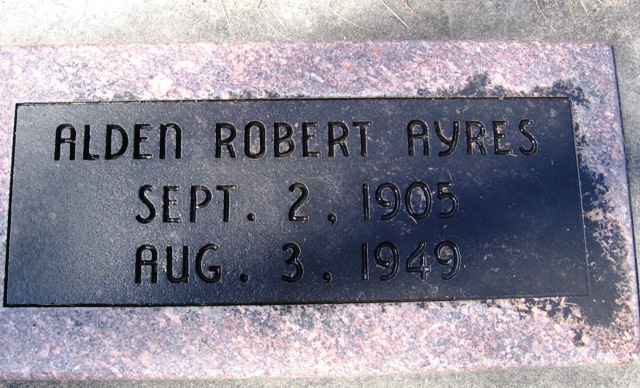 ALDEN ROBERT AYRES
SEPT. 2, 1905
AUG. 3, 1949